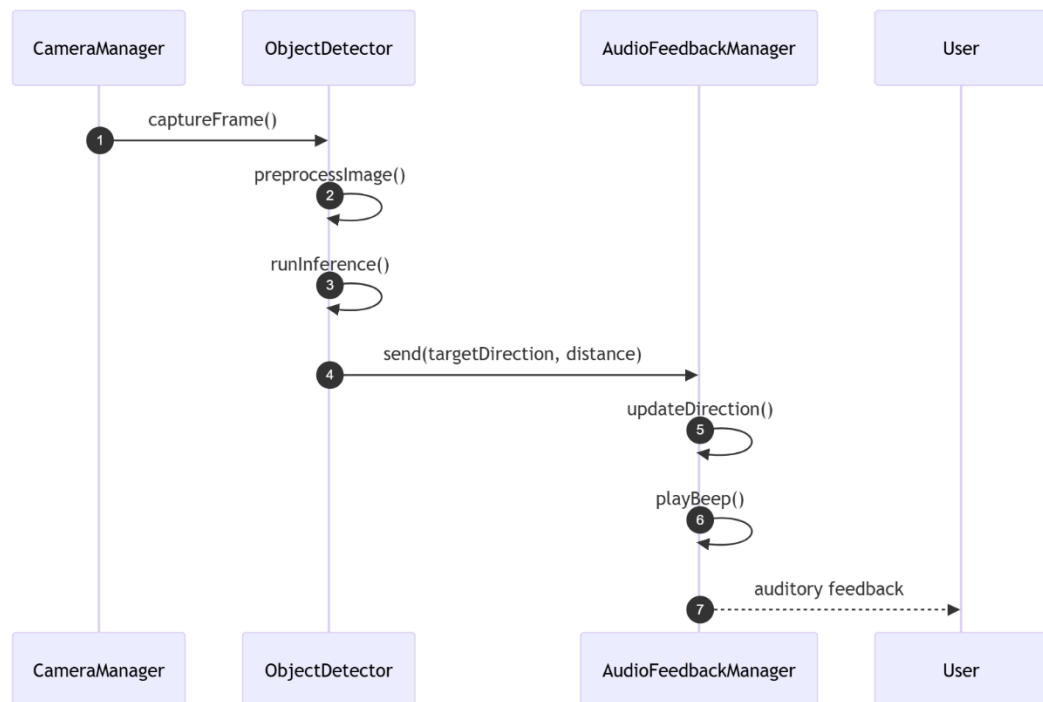 CameraManager ObjectDetector AudioFeedbackManager User
captureFrame()
1
preprocessImage()
2
runInference()
3
send(targetDirection, distance)
4
updateDirection()
5
playBeep()
6
auditory feedback
7
CameraManager ObjectDetector AudioFeedbackManager User